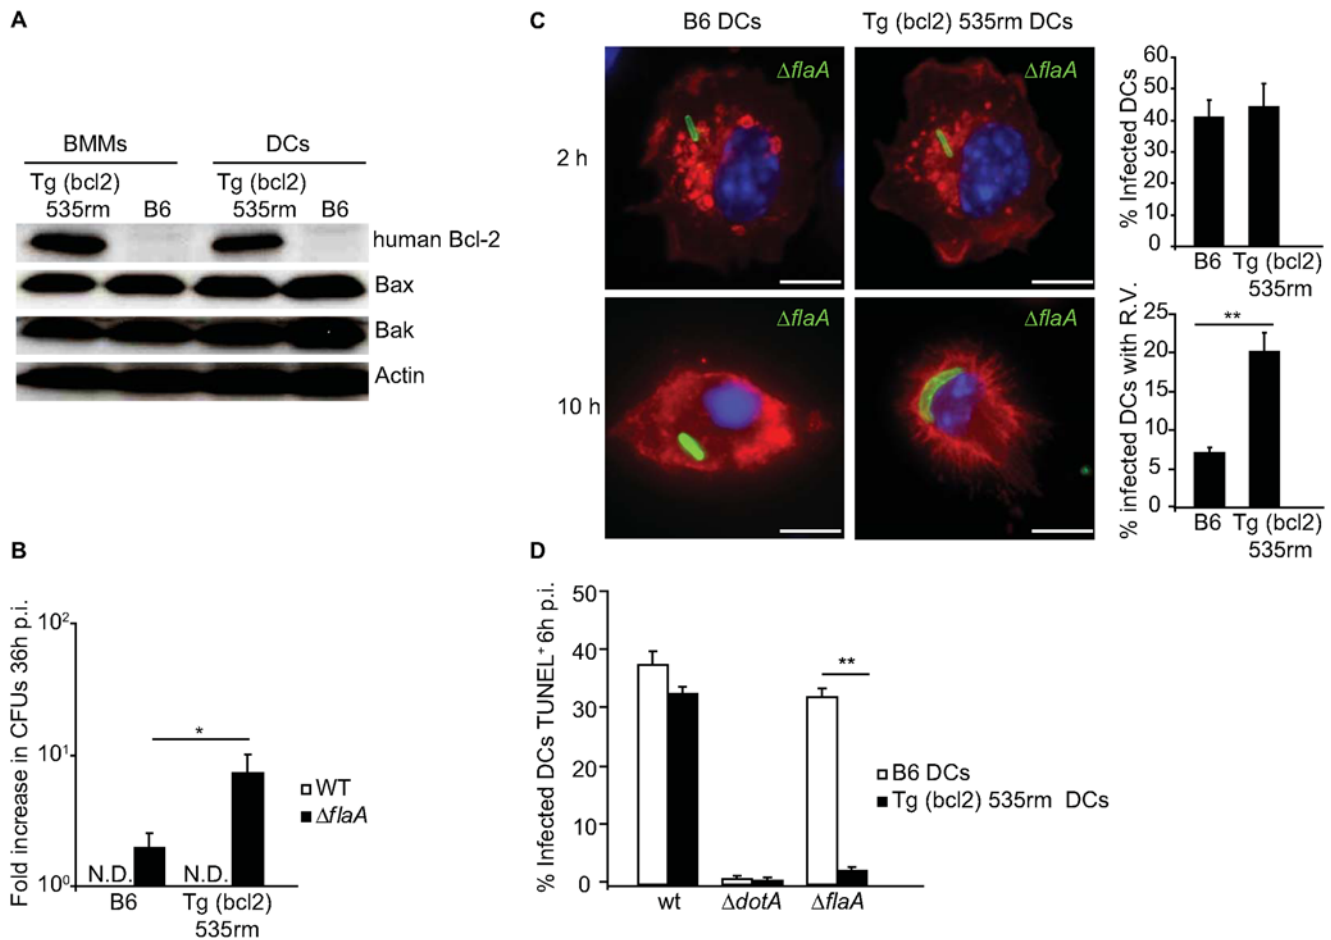 A
BMMs DCs
Tg (bcl2) Tg (bcl2)
535rm B6 535rm B6
human Bcl-2
Bax
Bak
Actin
B
Fold increase in CFUs 36h p.i.
10²
10¹
10⁰
*
N.D. N.D.
B6 Tg (bcl2)
535rm
WT
ΔflaA
C
B6 DCs Tg (bcl2) 535rm DCs
2 h
ΔflaA ΔflaA
10 h
ΔflaA ΔflaA
% Infected DCs
60
50
40
30
20
10
0
B6 Tg (bcl2)
535rm
% infected DCs with R.V.
25
20
15
10
5
0
**
B6 Tg (bcl2)
535rm
D
% Infected DCs TUNEL⁺ 6h p.i.
50
40
30
20
10
0
**
wt ΔdotA ΔflaA
B6 DCs
Tg (bcl2) 535rm DCs